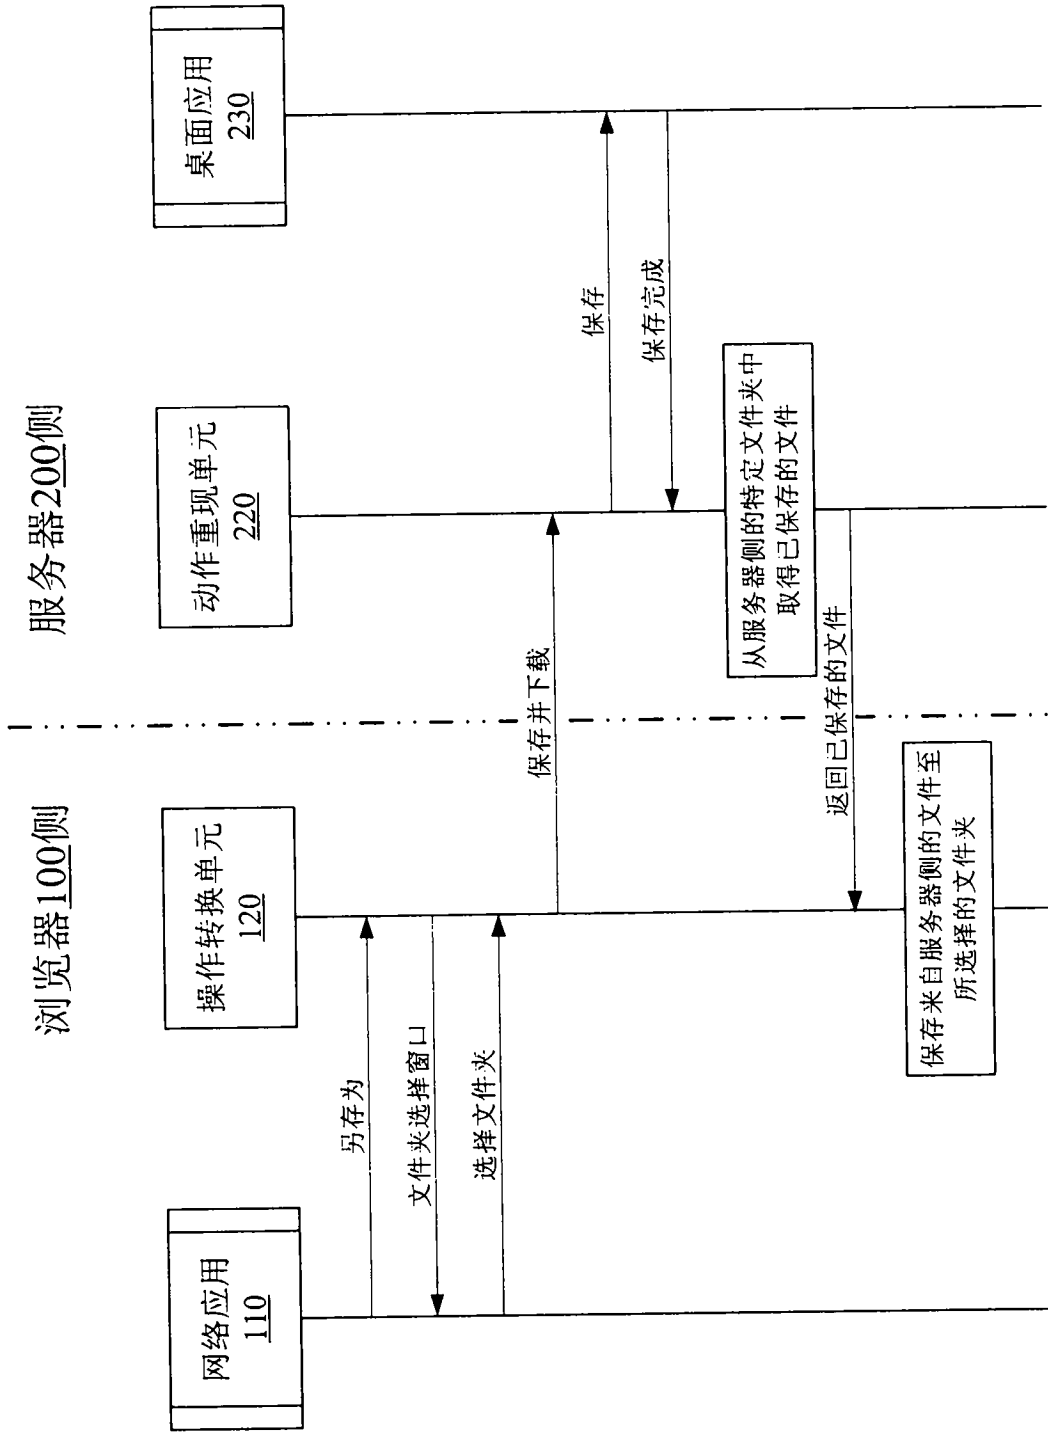 浏览器100侧
服务器200侧
网络应用
110
操作转换单元
120
动作重现单元
220
桌面应用
230
另存为
文件夹选择窗口
选择文件夹
保存并下载
保存
保存完成
从服务器侧的特定文件夹中
取得已保存的文件
返回已保存的文件
保存来自服务器侧的文件至
所选择的文件夹